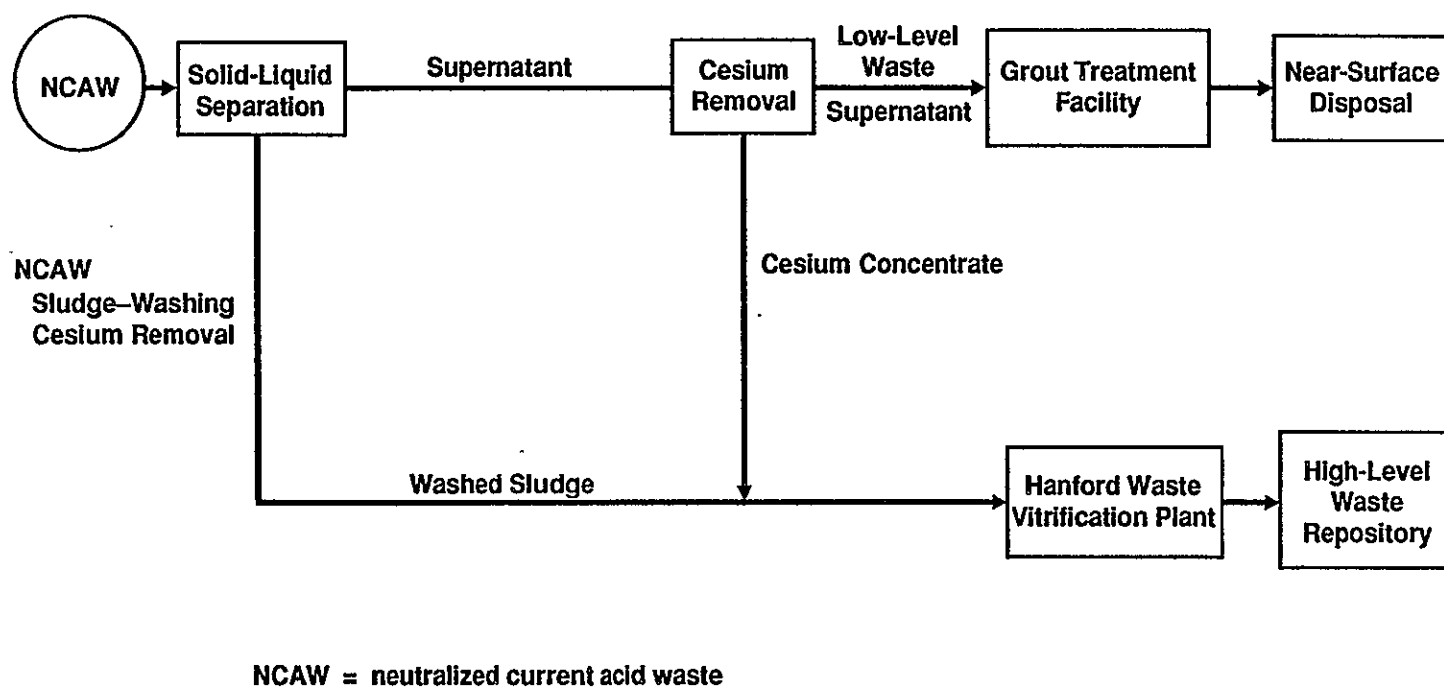 NCAW
Solid-Liquid
Separation
Supernatant
Cesium
Removal
Low-Level
Waste
Supernatant
Grout Treatment
Facility
Near-Surface
Disposal
NCAW
Sludge–Washing
Cesium Removal
Cesium Concentrate
Washed Sludge
Hanford Waste
Vitrification Plant
High-Level
Waste
Repository
NCAW = neutralized current acid waste